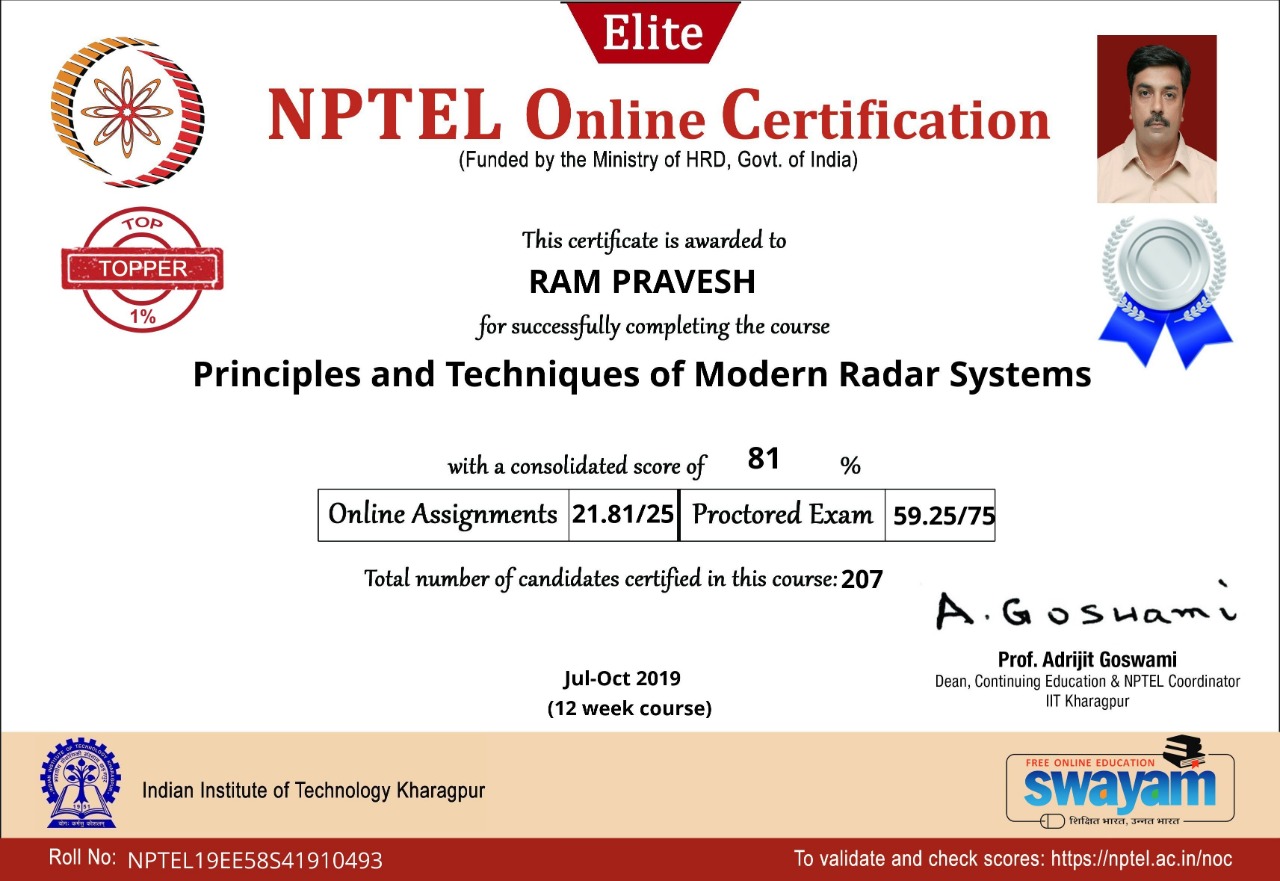 Elite
NPTEL Online Certification
(Funded by the Ministry of HRD, Govt. of India)
TOP
TOPPER
1%
This certificate is awarded to
RAM PRAVESH
for successfully completing the course
Principles and Techniques of Modern Radar Systems
with a consolidated score of 81 %
Online Assignments 21.81/25 Proctored Exam 59.25/75
Total number of candidates certified in this course: 207
A. Goswami
Prof. Adrijit Goswami
Dean, Continuing Education & NPTEL Coordinator
IIT Kharagpur
Jul-Oct 2019
(12 week course)
Indian Institute of Technology Kharagpur
FREE ONLINE EDUCATION
swayam
शिक्षित भारत, उन्नत भारत
Roll No: NPTEL19EE58S41910493
To validate and check scores: https://nptel.ac.in/noc